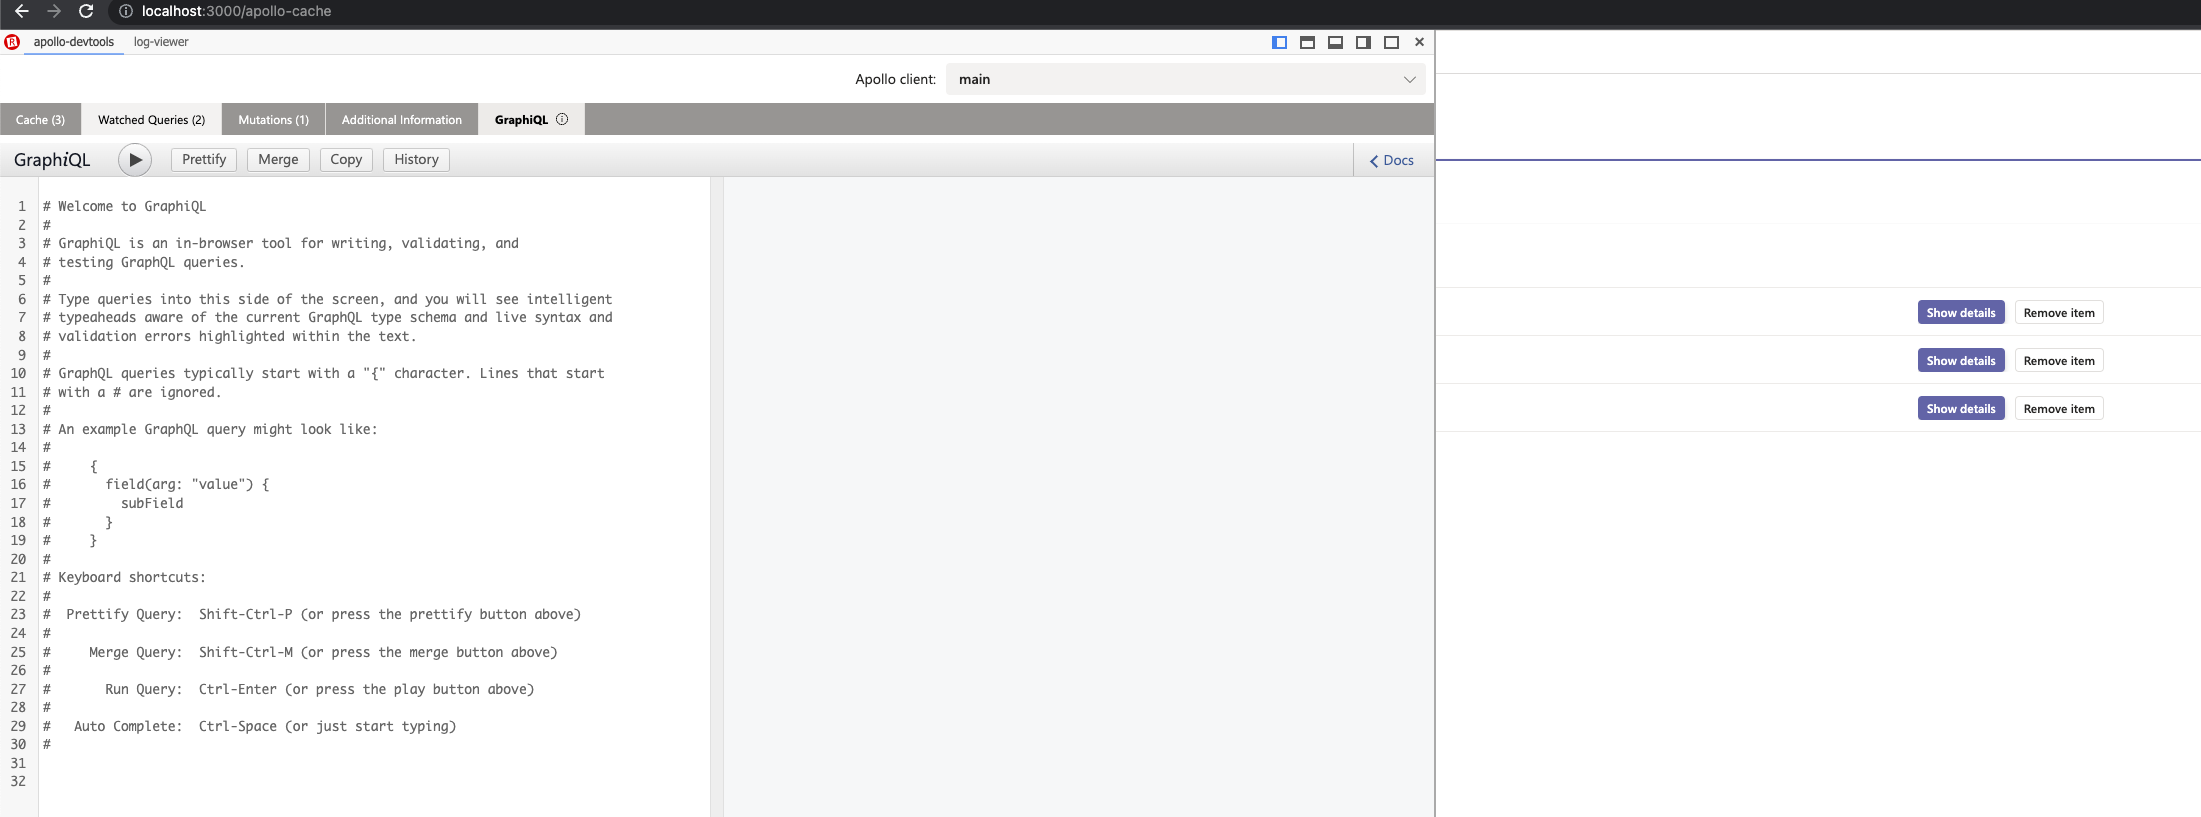 localhost:3000/apollo-cache
apollo-devtools log-viewer
Apollo client: main
Cache (3) Watched Queries (2) Mutations (1) Additional Information GraphiQL
GraphiQL Prettify Merge Copy History Docs
1 # Welcome to GraphiQL
2 #
3 # GraphiQL is an in-browser tool for writing, validating, and
4 # testing GraphQL queries.
5 #
6 # Type queries into this side of the screen, and you will see intelligent
7 # typeaheads aware of the current GraphQL type schema and live syntax and
8 # validation errors highlighted within the text.
9 #
10 # GraphQL queries typically start with a "{" character. Lines that start
11 # with a # are ignored.
12 #
13 # An example GraphQL query might look like:
14 #
15 #     {
16 #       field(arg: "value") {
17 #         subField
18 #       }
19 #     }
20 #
21 # Keyboard shortcuts:
22 #
23 #  Prettify Query:  Shift-Ctrl-P (or press the prettify button above)
24 #
25 #     Merge Query:  Shift-Ctrl-M (or press the merge button above)
26 #
27 #       Run Query:  Ctrl-Enter (or press the play button above)
28 #
29 #   Auto Complete:  Ctrl-Space (or just start typing)
30 #
31
32
Show details Remove item
Show details Remove item
Show details Remove item